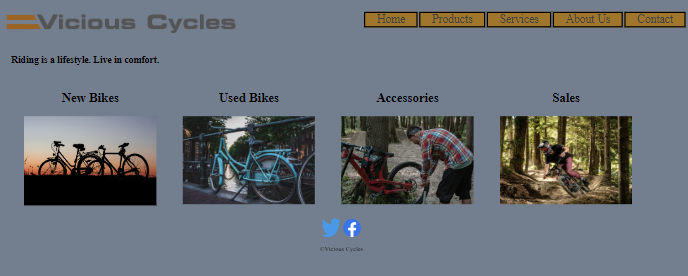 Vicious Cycles
Home Products Services About Us Contact
Riding is a lifestyle. Live in comfort.
New Bikes Used Bikes Accessories Sales
©Vicious Cycles